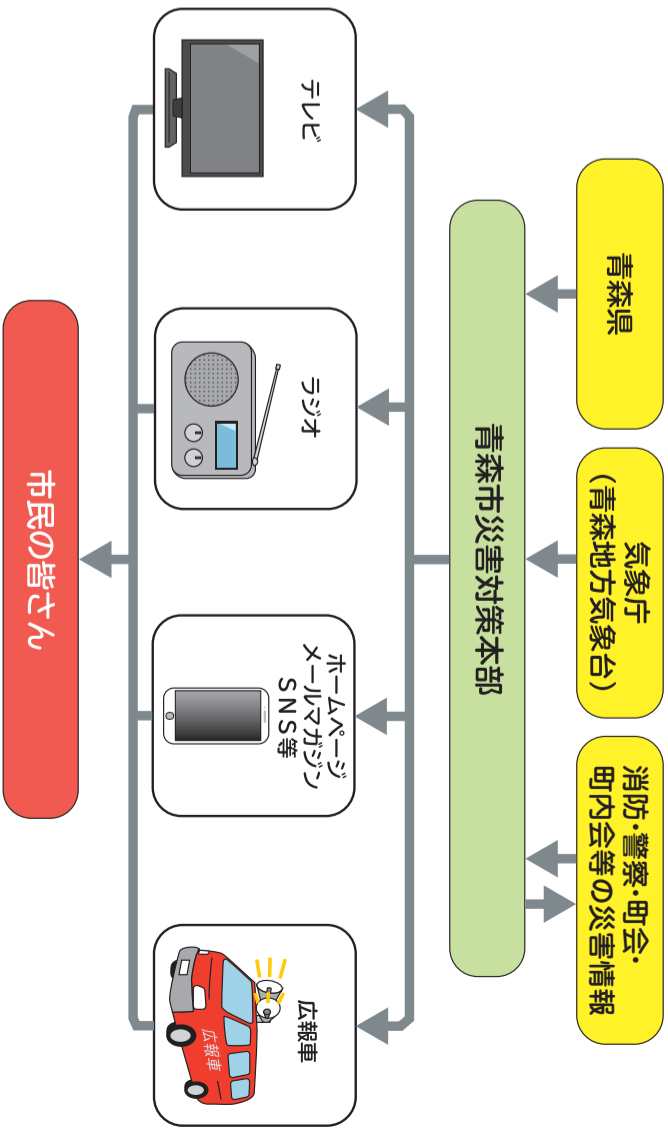 青森県
気象庁
(青森地方気象台)
消防・警察・町会・
町内会等の災害情報
青森市災害対策本部
テレビ
ラジオ
ホームページ
メールマガジン
SNS等
広報車
広報車
市民の皆さん